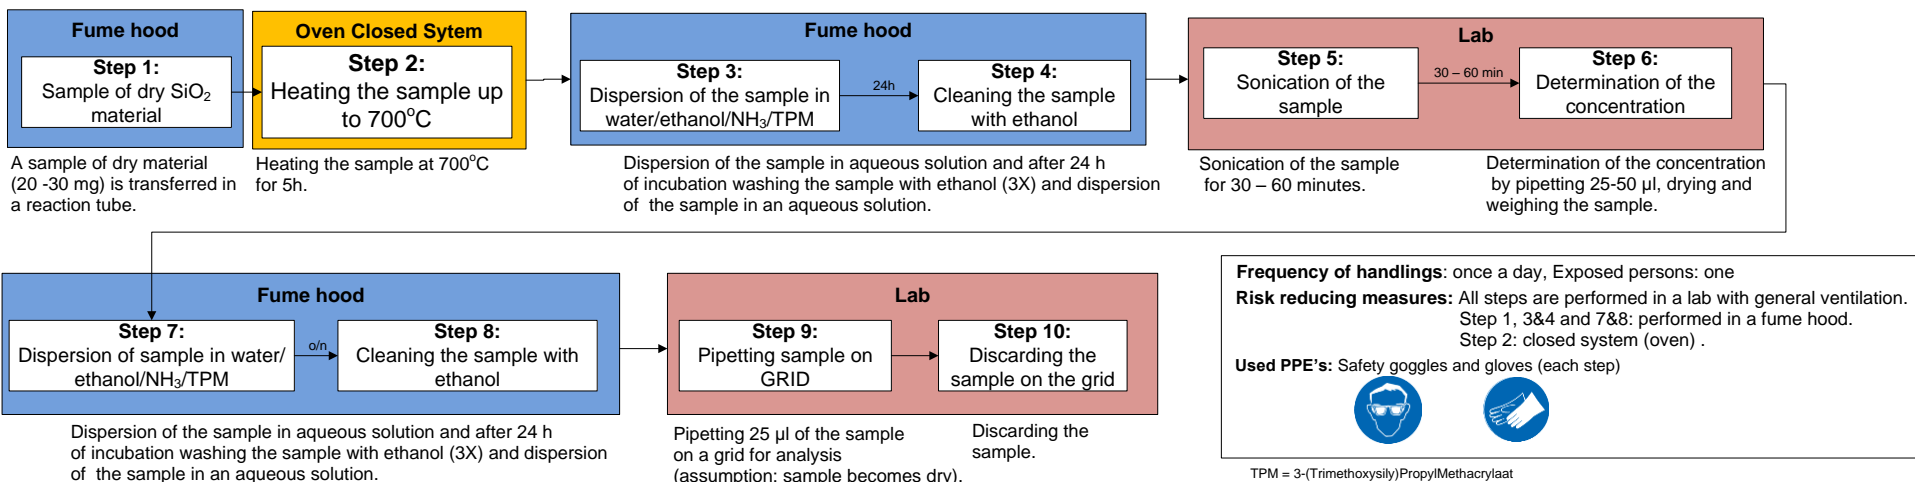 Fume hood
Step 1:
Sample of dry SiO₂
material
A sample of dry material
(20 -30 mg) is transferred in
a reaction tube.
Oven Closed Sytem
Step 2:
Heating the sample up
to 700°C
Heating the sample at 700°C
for 5h.
Fume hood
Step 3:
Dispersion of the sample in
water/ethanol/NH₃/TPM
24h
Step 4:
Cleaning the sample
with ethanol
Dispersion of the sample in aqueous solution and after 24 h
of incubation washing the sample with ethanol (3X) and dispersion
of the sample in an aqueous solution.
Lab
Step 5:
Sonication of the
sample
30 – 60 min
Step 6:
Determination of the
concentration
Sonication of the sample
for 30 – 60 minutes.
Determination of the concentration
by pipetting 25-50 µl, drying and
weighing the sample.
Fume hood
Step 7:
Dispersion of sample in water/
ethanol/NH₃/TPM
o/n
Step 8:
Cleaning the sample with
ethanol
Dispersion of the sample in aqueous solution and after 24 h
of incubation washing the sample with ethanol (3X) and dispersion
of the sample in an aqueous solution.
Lab
Step 9:
Pipetting sample on
GRID
Step 10:
Discarding the
sample on the grid
Pipetting 25 µl of the sample
on a grid for analysis
(assumption: sample becomes dry).
Discarding the
sample.
Frequency of handlings: once a day, Exposed persons: one
Risk reducing measures: All steps are performed in a lab with general ventilation.
Step 1, 3&4 and 7&8: performed in a fume hood.
Step 2: closed system (oven) .
Used PPE's: Safety goggles and gloves (each step)
TPM = 3-(Trimethoxysily)PropylMethacrylaat